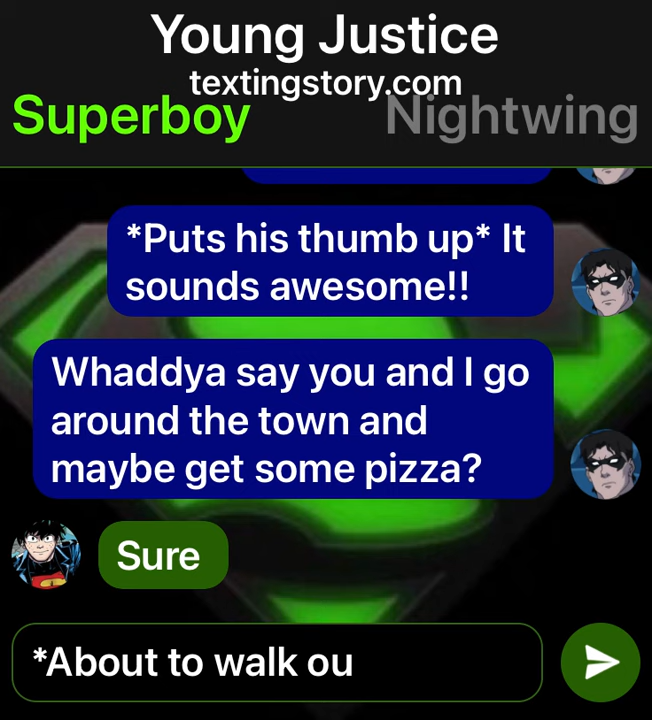 Young Justice
textingstory.com
Superboy
Nightwing
*Puts his thumb up* It
sounds awesome!!
Whaddya say you and I go
around the town and
maybe get some pizza?
Sure
*About to walk ou